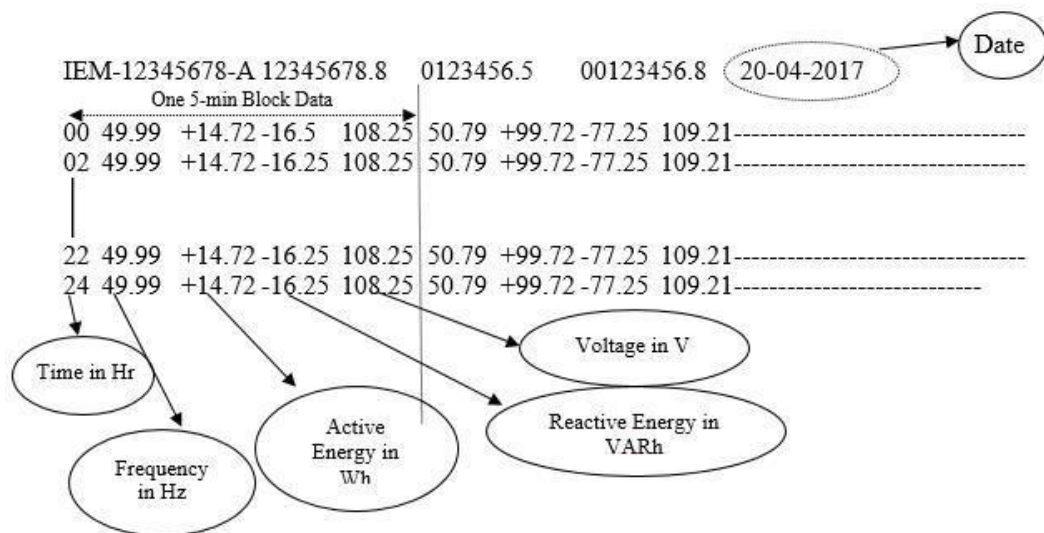 Date
IEM-12345678-A 12345678.8 0123456.5 00123456.8 20-04-2017
One 5-min Block Data
00 49.99 +14.72 -16.5 108.25 50.79 +99.72 -77.25 109.21------------------------------
02 49.99 +14.72 -16.25 108.25 50.79 +99.72 -77.25 109.21------------------------------
22 49.99 +14.72 -16.25 108.25 50.79 +99.72 -77.25 109.21------------------------------
24 49.99 +14.72 -16.25 108.25 50.79 +99.72 -77.25 109.21-------------------------
Voltage in V
Time in Hr
Active
Energy in
Wh
Reactive Energy in
VARh
Frequency
in Hz